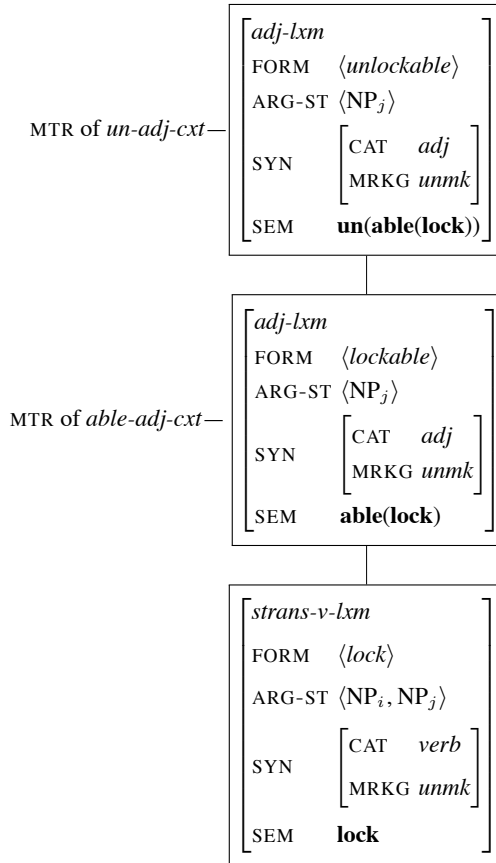 adj-lxm
FORM ⟨unlockable⟩
ARG-ST ⟨NPj⟩
MTR of un-adj-cxt
SYN [CAT adj
MRKG unmk]
SEM un(able(lock))
adj-lxm
FORM ⟨lockable⟩
ARG-ST ⟨NPj⟩
MTR of able-adj-cxt
SYN [CAT adj
MRKG unmk]
SEM able(lock)
strans-v-lxm
FORM ⟨lock⟩
ARG-ST ⟨NPi, NPj⟩
SYN [CAT verb
MRKG unmk]
SEM lock